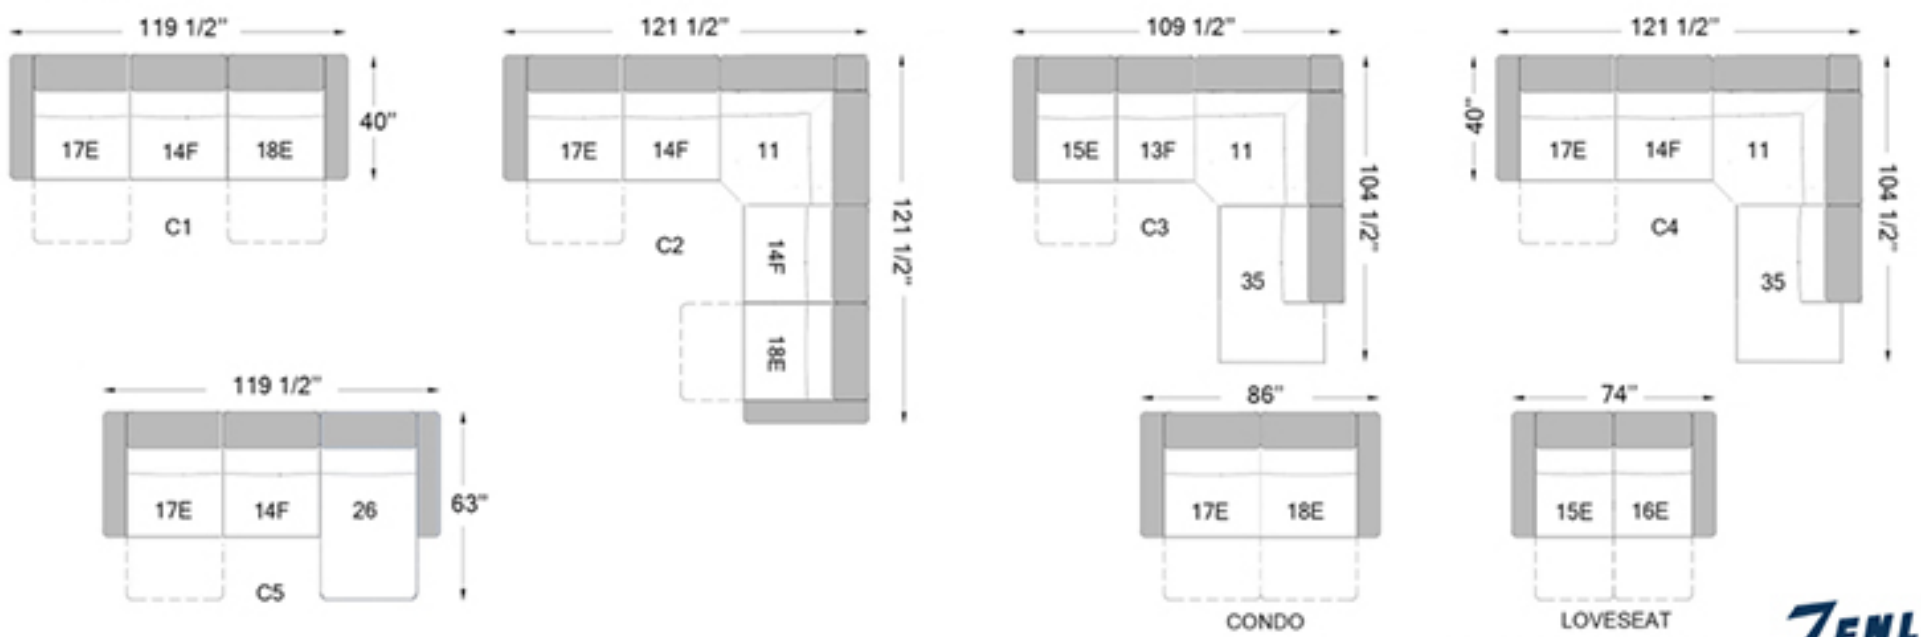 119 1/2"
121 1/2"
109 1/2"
121 1/2"
17E 14F 18E
40"
C1
17E 14F 11
14F
18E
C2
121 1/2"
15E 13F 11
35
C3
104 1/2"
40"
17E 14F 11
35
C4
104 1/2"
119 1/2"
17E 14F 26
63"
C5
86"
17E 18E
CONDO
74"
15E 16E
LOVESEAT